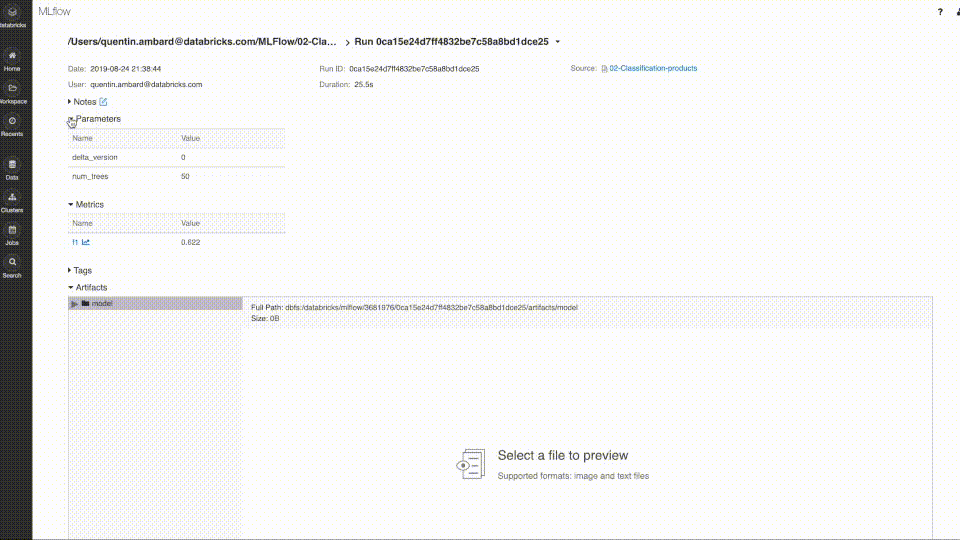 MLflow
?
databricks
Home
Workspace
Recents
Data
Clusters
Jobs
Search
/Users/quentin.ambard@databricks.com/MLFlow/02-Cla... > Run 0ca15e24d7ff4832be7c58a8bd1dce25
Date: 2019-08-24 21:38:44 Run ID: 0ca15e24d7ff4832be7c58a8bd1dce25 Source: 02-Classification-products
User: quentin.ambard@databricks.com Duration: 25.5s
Notes
Parameters
Name Value
delta_version 0
num_trees 50
Metrics
Name Value
f1 0.622
Tags
Artifacts
model
Full Path: dbfs:/databricks/mlflow/3681976/0ca15e24d7ff4832be7c58a8bd1dce25/artifacts/model
Size: 0B
Select a file to preview
Supported formats: image and text files